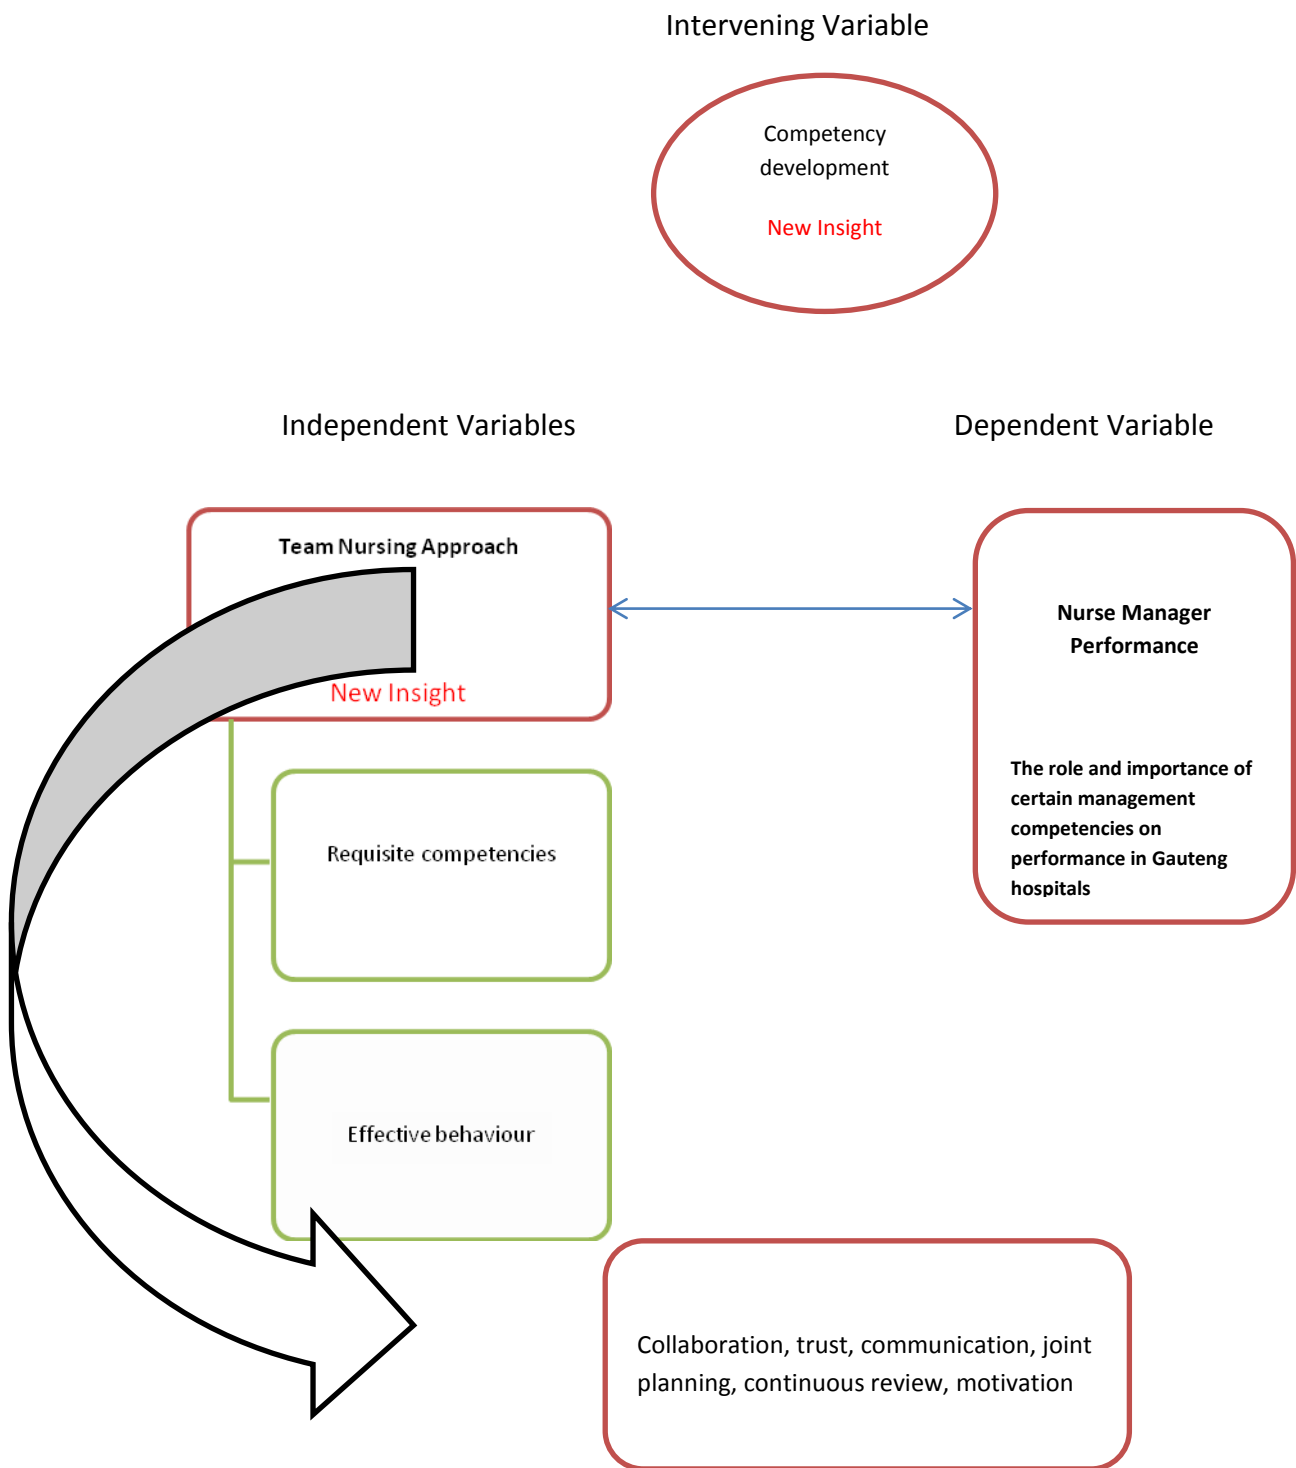 Intervening Variable
Competency
development
New Insight
Independent Variables
Dependent Variable
Team Nursing Approach
New Insight
Nurse Manager
Performance
The role and importance of
certain management
competencies on
performance in Gauteng
hospitals
Requisite competencies
Effective behaviour
Collaboration, trust, communication, joint
planning, continuous review, motivation